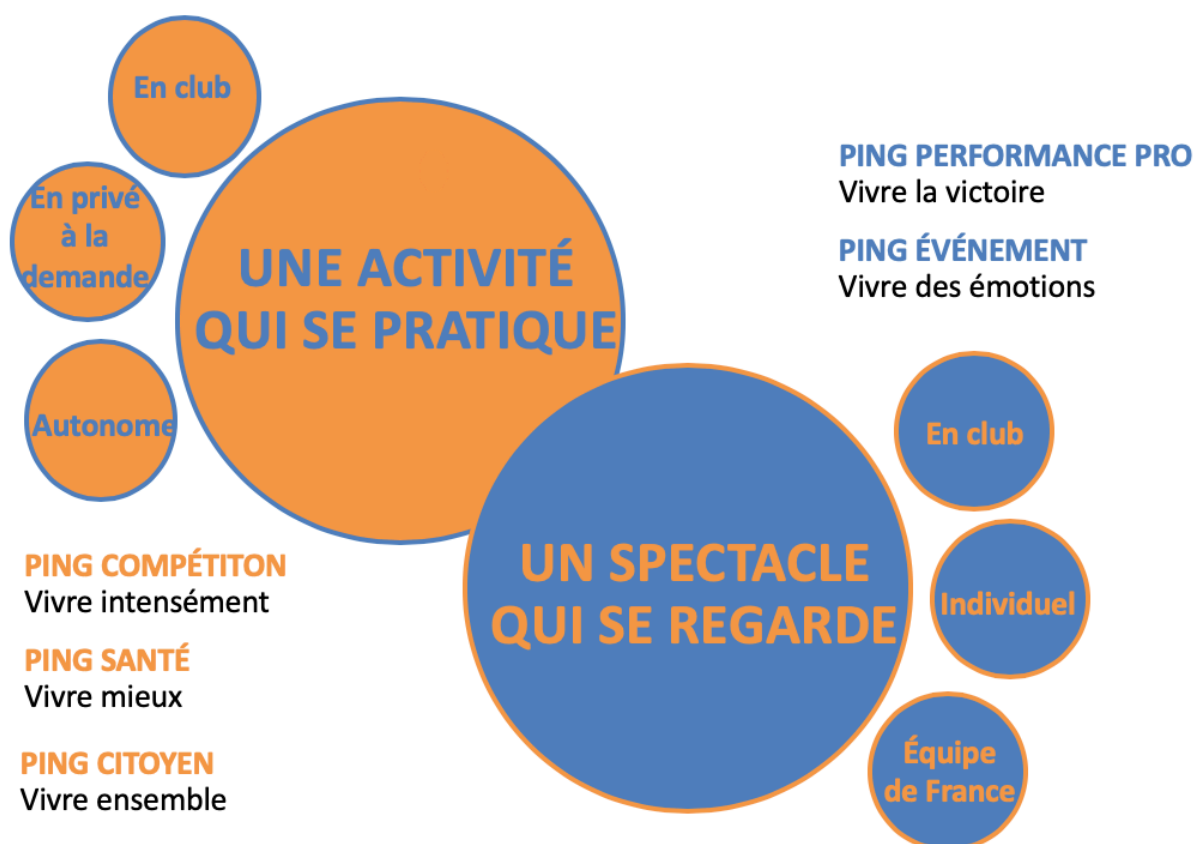 En club
En privé
à la
demande
Autonome
UNE ACTIVITÉ
QUI SE PRATIQUE
PING COMPÉTITON
Vivre intensément
PING SANTÉ
Vivre mieux
PING CITOYEN
Vivre ensemble
PING PERFORMANCE PRO
Vivre la victoire
PING ÉVÉNEMENT
Vivre des émotions
UN SPECTACLE
QUI SE REGARDE
En club
Individuel
Équipe
de France